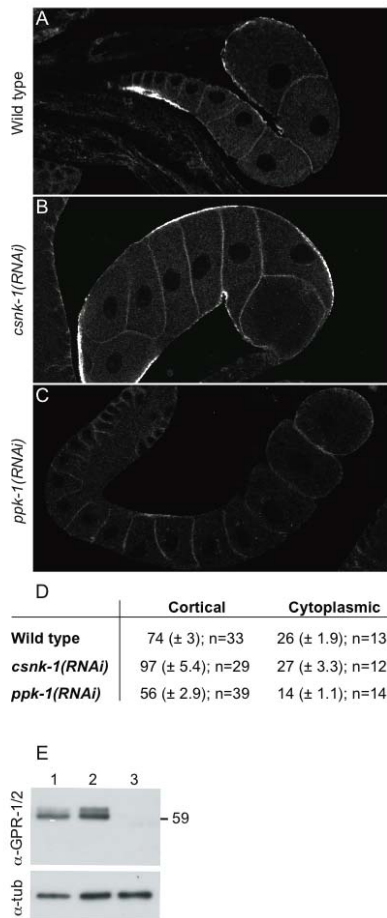 A
Wild type
B
csnk-1(RNAi)
C
ppk-1(RNAi)
D
Cortical Cytoplasmic
Wild type 74 (± 3); n=33 26 (± 1.9); n=13
csnk-1(RNAi) 97 (± 5.4); n=29 27 (± 3.3); n=12
ppk-1(RNAi) 56 (± 2.9); n=39 14 (± 1.1); n=14
E
1 2 3
α-GPR-1/2
59
α-tub